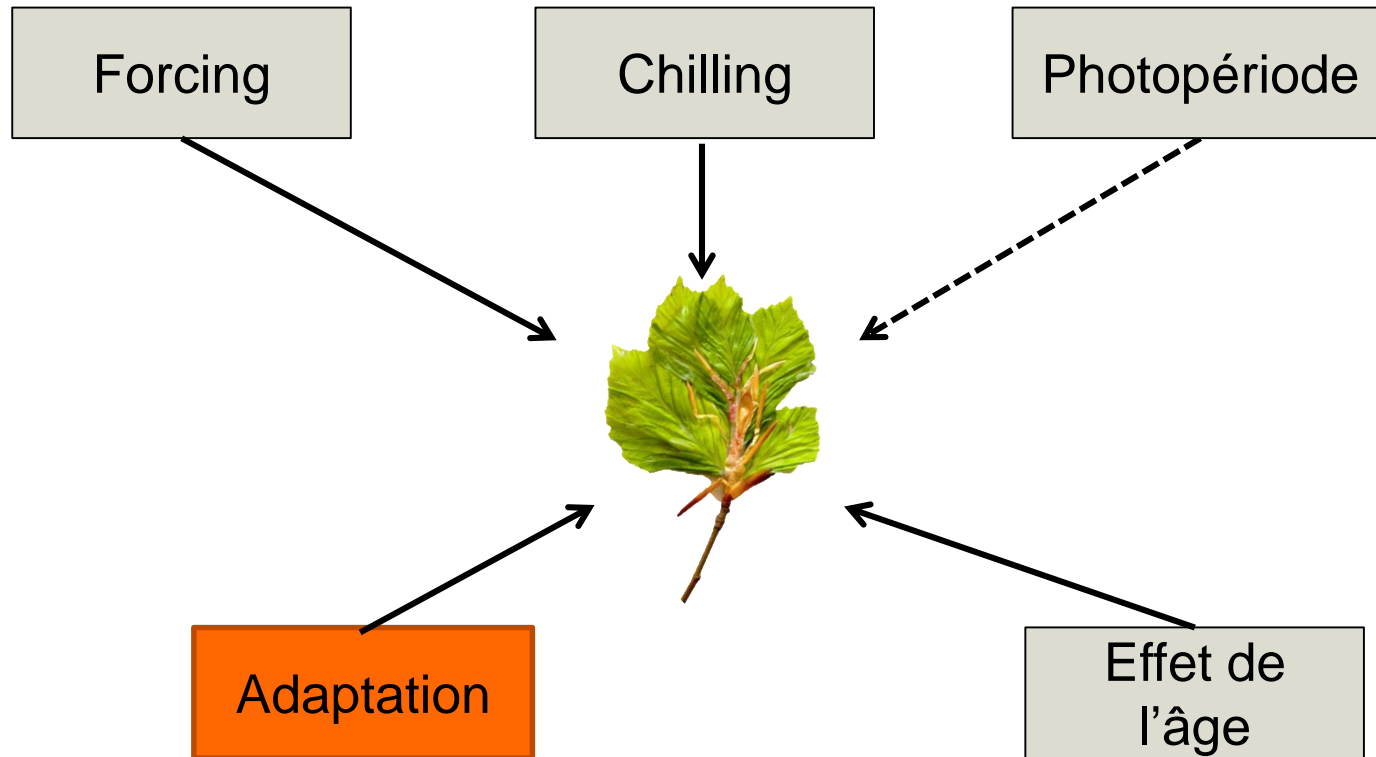 Forcing
Chilling
Photopériode
Adaptation
Effet de
l’âge